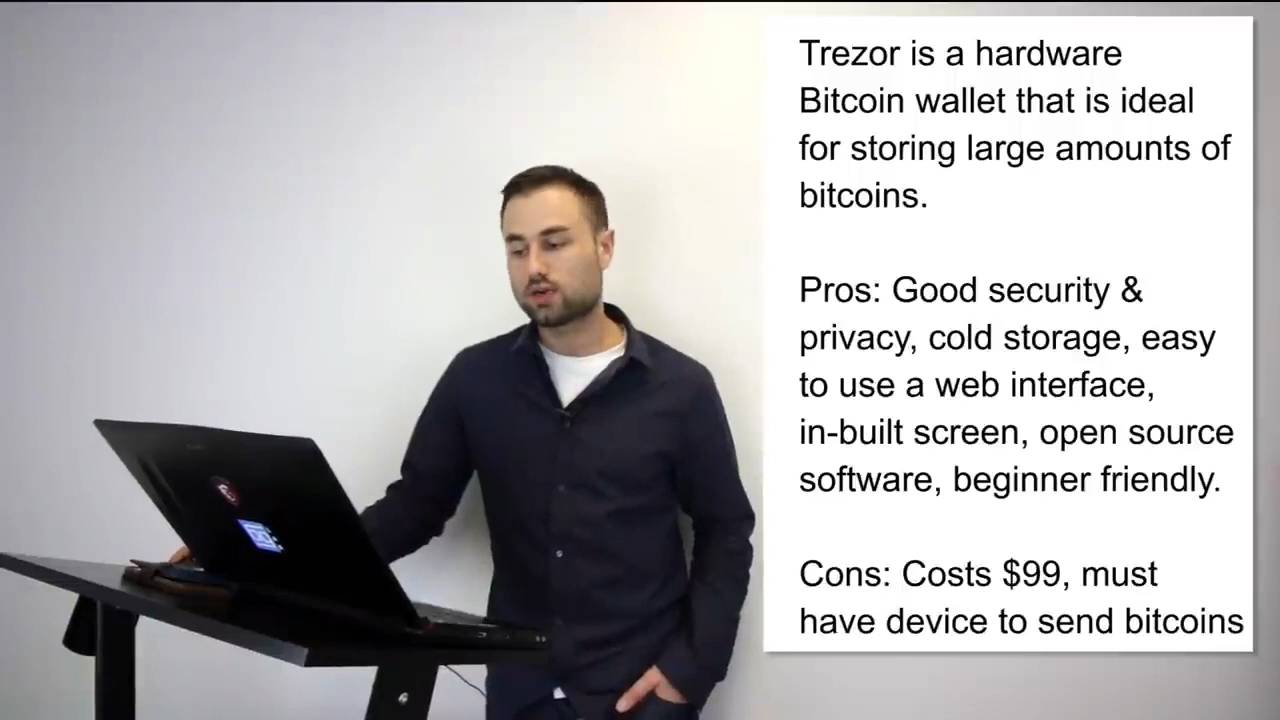 Trezor is a hardware
Bitcoin wallet that is ideal
for storing large amounts of
bitcoins.
Pros: Good security &
privacy, cold storage, easy
to use a web interface,
in-built screen, open source
software, beginner friendly.
Cons: Costs $99, must
have device to send bitcoins